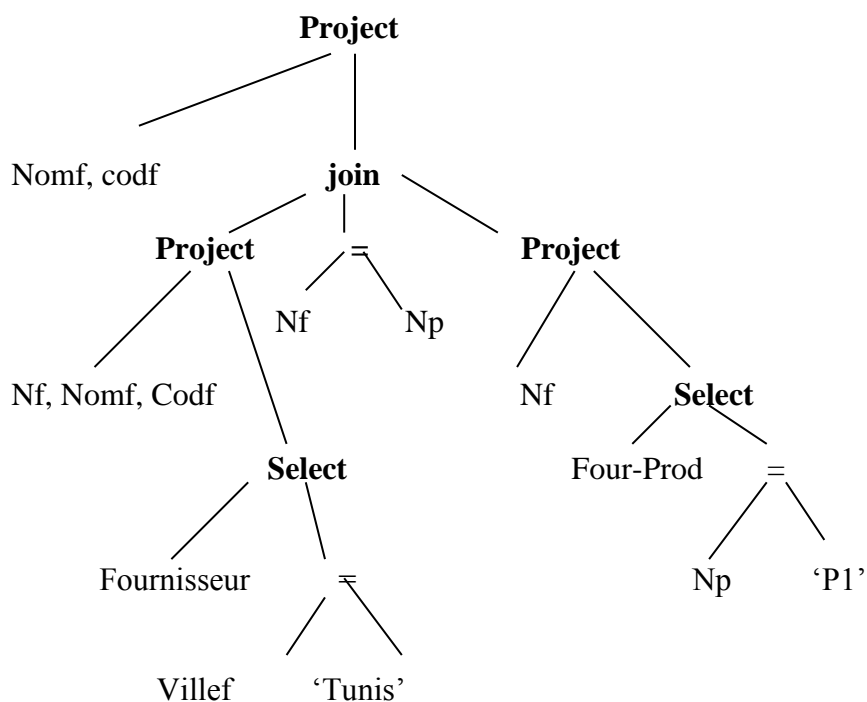 Project
Nomf, codf join
Project = Project
Nf Np
Nf, Nomf, Codf Nf Select
Select Four-Prod =
Fournisseur = Np ‘P1’
Villef ‘Tunis’